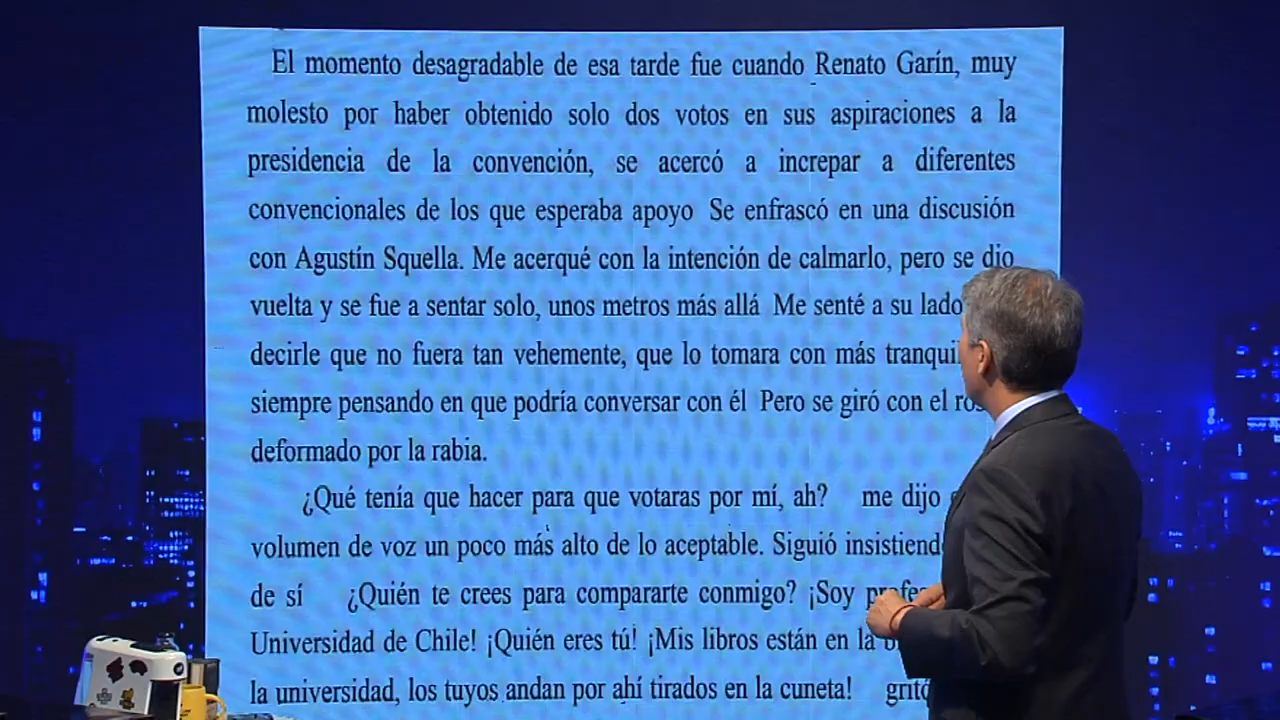 El momento desagradable de esa tarde fue cuando Renato Garín, muy
molesto por haber obtenido solo dos votos en sus aspiraciones a la
presidencia de la convención, se acercó a increpar a diferentes
convencionales de los que esperaba apoyo Se enfrascó en una discusión
con Agustín Squella. Me acerqué con la intención de calmarlo, pero se dio
vuelta y se fue a sentar solo, unos metros más allá Me senté a su lado
decirle que no fuera tan vehemente, que lo tomara con más
siempre pensando en que podría conversar con él Pero se giró con el
deformado por la rabia.
¿Qué tenía que hacer para que votaras por mí, ah? me dijo
volumen de voz un poco más alto de lo aceptable. Siguió
de sí ¿Quién te crees para compararte conmigo? ¡Soy
Universidad de Chile! ¡Quién eres tú! ¡Mis libros están en la
la universidad, los tuyos andan por ahí tirados en la cuneta!